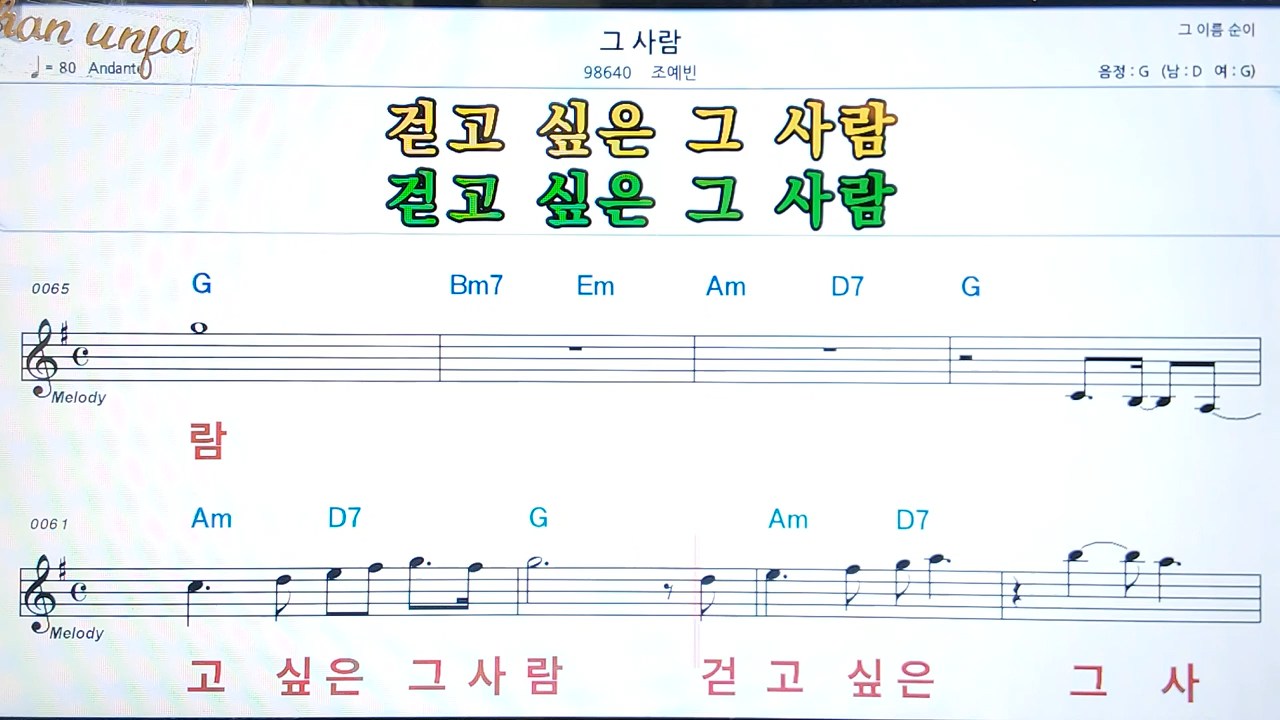 han unja
그 사람
그 이름 순이
♩ = 80 Andante
98640 조예빈
음정 : G (남 : D 여 : G)
걷고 싶은 그 사람
걷고 싶은 그 사람
0065 G Bm7 Em Am D7 G
Melody
람
0061 Am D7 G Am D7
Melody
고 싶은 그 사 람 걷 고 싶은 그 사